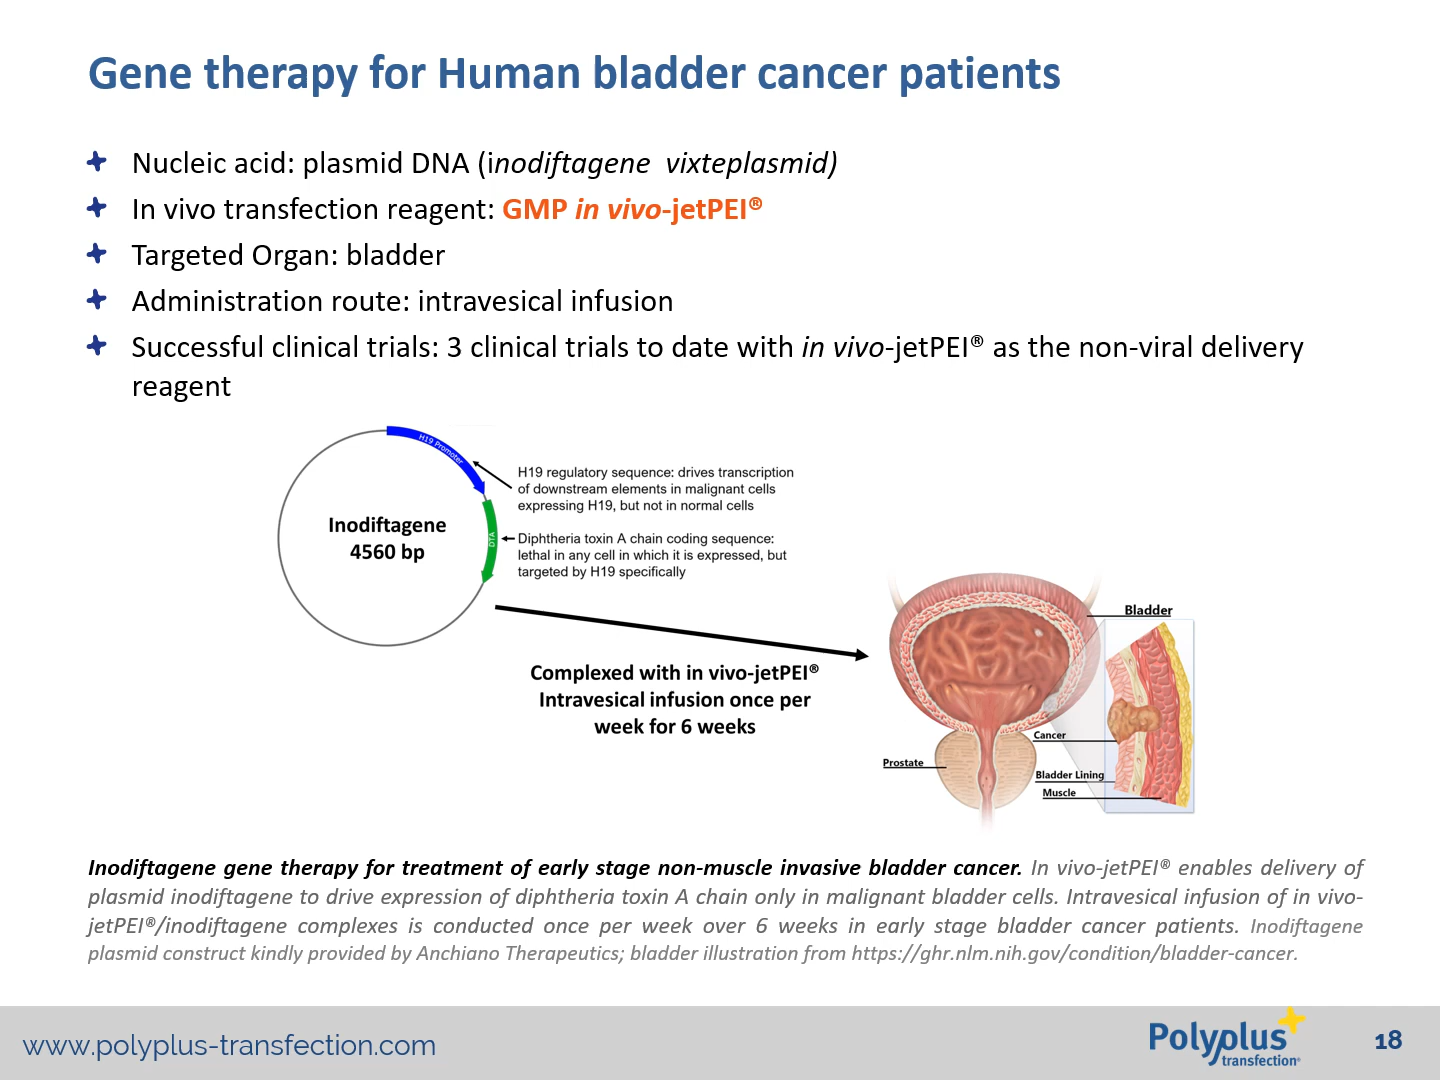 Gene therapy for Human bladder cancer patients
Nucleic acid: plasmid DNA (inodiftagene  vixteplasmid)
In vivo transfection reagent: GMP in vivo-jetPEI®
Targeted Organ: bladder
Administration route: intravesical infusion
Successful clinical trials: 3 clinical trials to date with in vivo-jetPEI® as the non-viral delivery
reagent
H19 Promoter
H19 regulatory sequence: drives transcription
of downstream elements in malignant cells
expressing H19, but not in normal cells
Inodiftagene
4560 bp
DTA
Diphtheria toxin A chain coding sequence:
lethal in any cell in which it is expressed, but
targeted by H19 specifically
Complexed with in vivo-jetPEI®
Intravesical infusion once per
week for 6 weeks
Bladder
Cancer
Prostate
Bladder Lining
Muscle
Inodiftagene gene therapy for treatment of early stage non-muscle invasive bladder cancer. In vivo-jetPEI® enables delivery of
plasmid inodiftagene to drive expression of diphtheria toxin A chain only in malignant bladder cells. Intravesical infusion of in vivo-
jetPEI®/inodiftagene complexes is conducted once per week over 6 weeks in early stage bladder cancer patients. Inodiftagene
plasmid construct kindly provided by Anchiano Therapeutics; bladder illustration from https://ghr.nlm.nih.gov/condition/bladder-cancer.
www.polyplus-transfection.com
Polyplus
transfection®
18